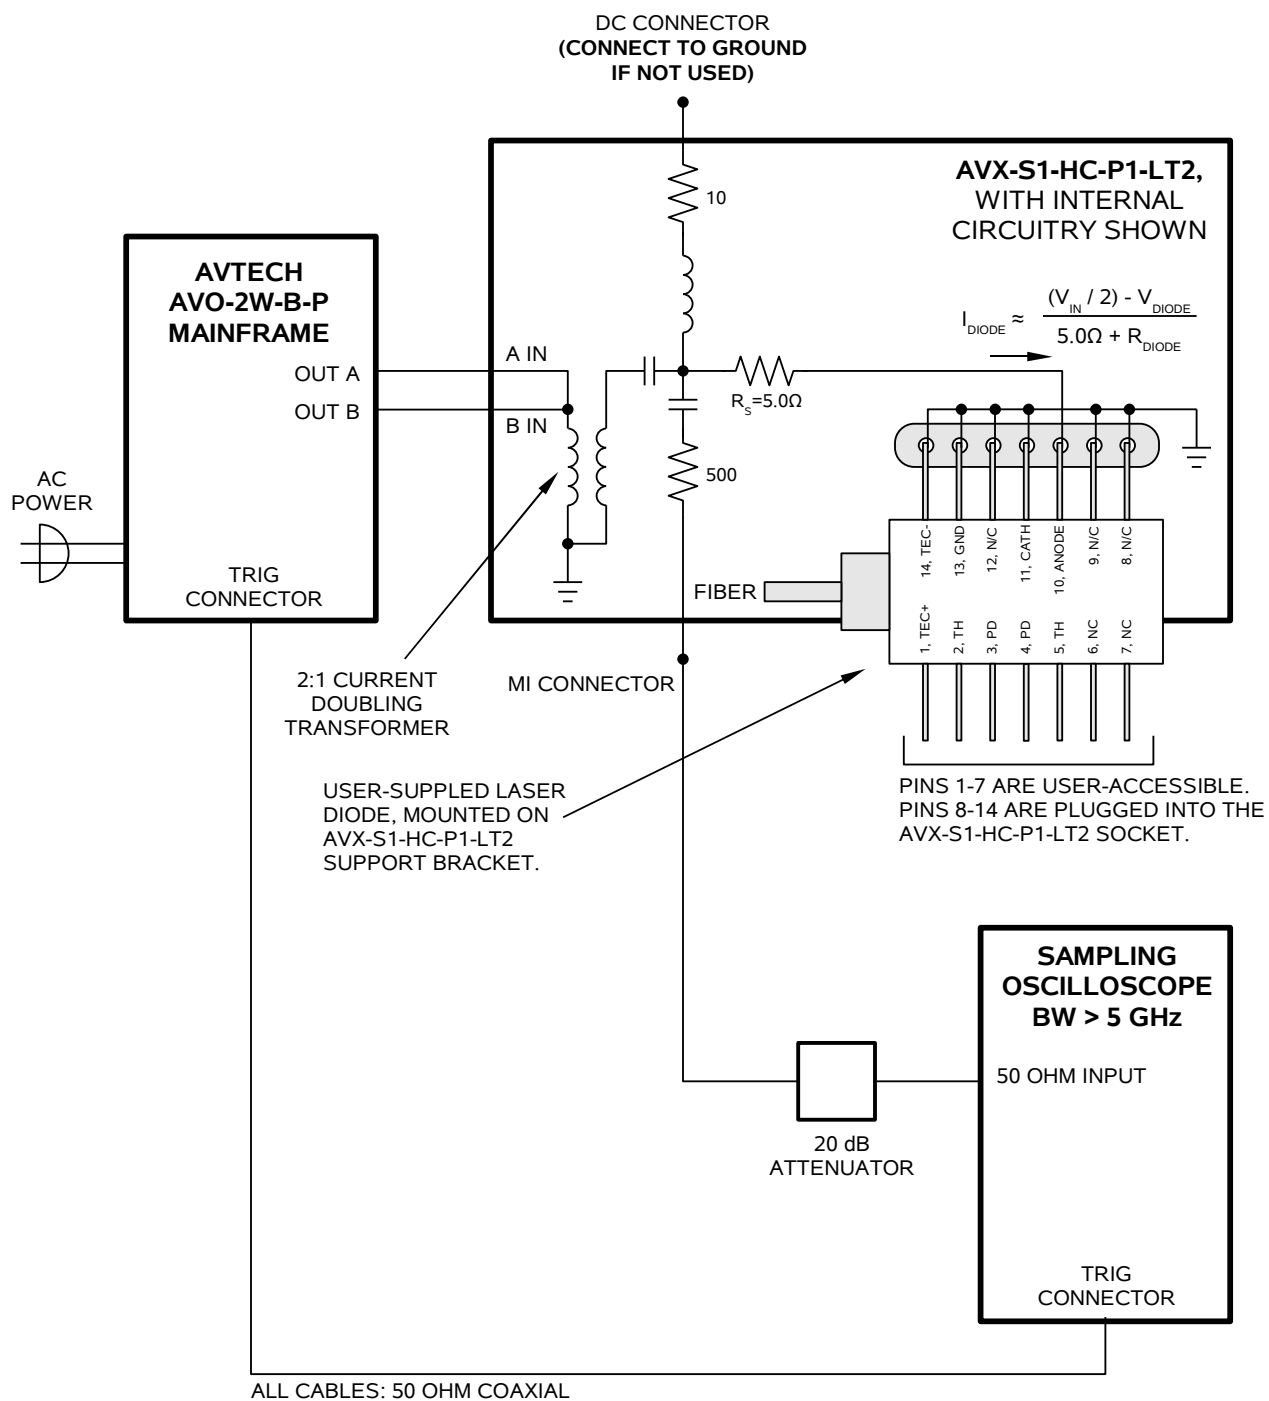 DC CONNECTOR
(CONNECT TO GROUND
IF NOT USED)
AVX-S1-HC-P1-LT2,
WITH INTERNAL
CIRCUITRY SHOWN
10
AVTECH
AVO-2W-B-P
MAINFRAME
OUT A
OUT B
A IN
B IN
I_DIODE ≈ (V_IN / 2) - V_DIODE
5.0Ω + R_DIODE
R_S=5.0Ω
500
AC
POWER
TRIG
CONNECTOR
FIBER
14, TEC-
13, GND
12, N/C
11, CATH
10, ANODE
9, N/C
8, N/C
1, TEC+
2, TH
3, PD
4, PD
5, TH
6, NC
7, NC
2:1 CURRENT
DOUBLING
TRANSFORMER
MI CONNECTOR
USER-SUPPLED LASER
DIODE, MOUNTED ON
AVX-S1-HC-P1-LT2
SUPPORT BRACKET.
PINS 1-7 ARE USER-ACCESSIBLE.
PINS 8-14 ARE PLUGGED INTO THE
AVX-S1-HC-P1-LT2 SOCKET.
SAMPLING
OSCILLOSCOPE
BW > 5 GHz
50 OHM INPUT
20 dB
ATTENUATOR
TRIG
CONNECTOR
ALL CABLES: 50 OHM COAXIAL